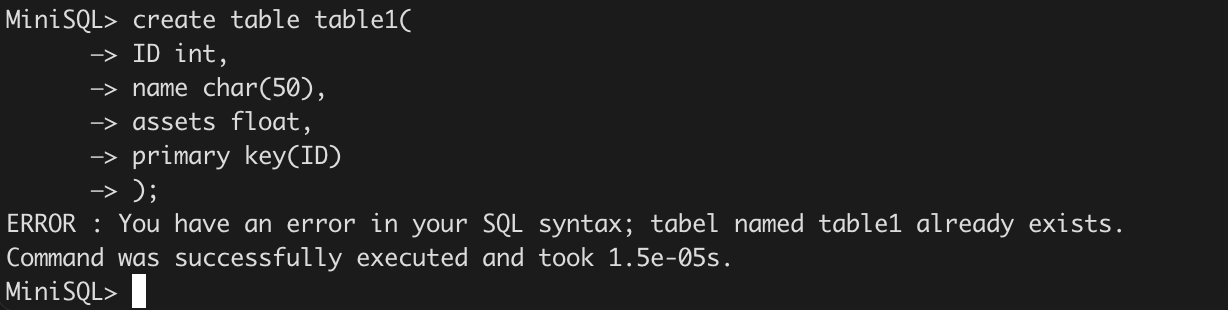 MiniSQL> create table table1(
—> ID int,
—> name char(50),
—> assets float,
—> primary key(ID)
—> );
ERROR : You have an error in your SQL syntax; tabel named table1 already exists.
Command was successfully executed and took 1.5e-05s.
MiniSQL>